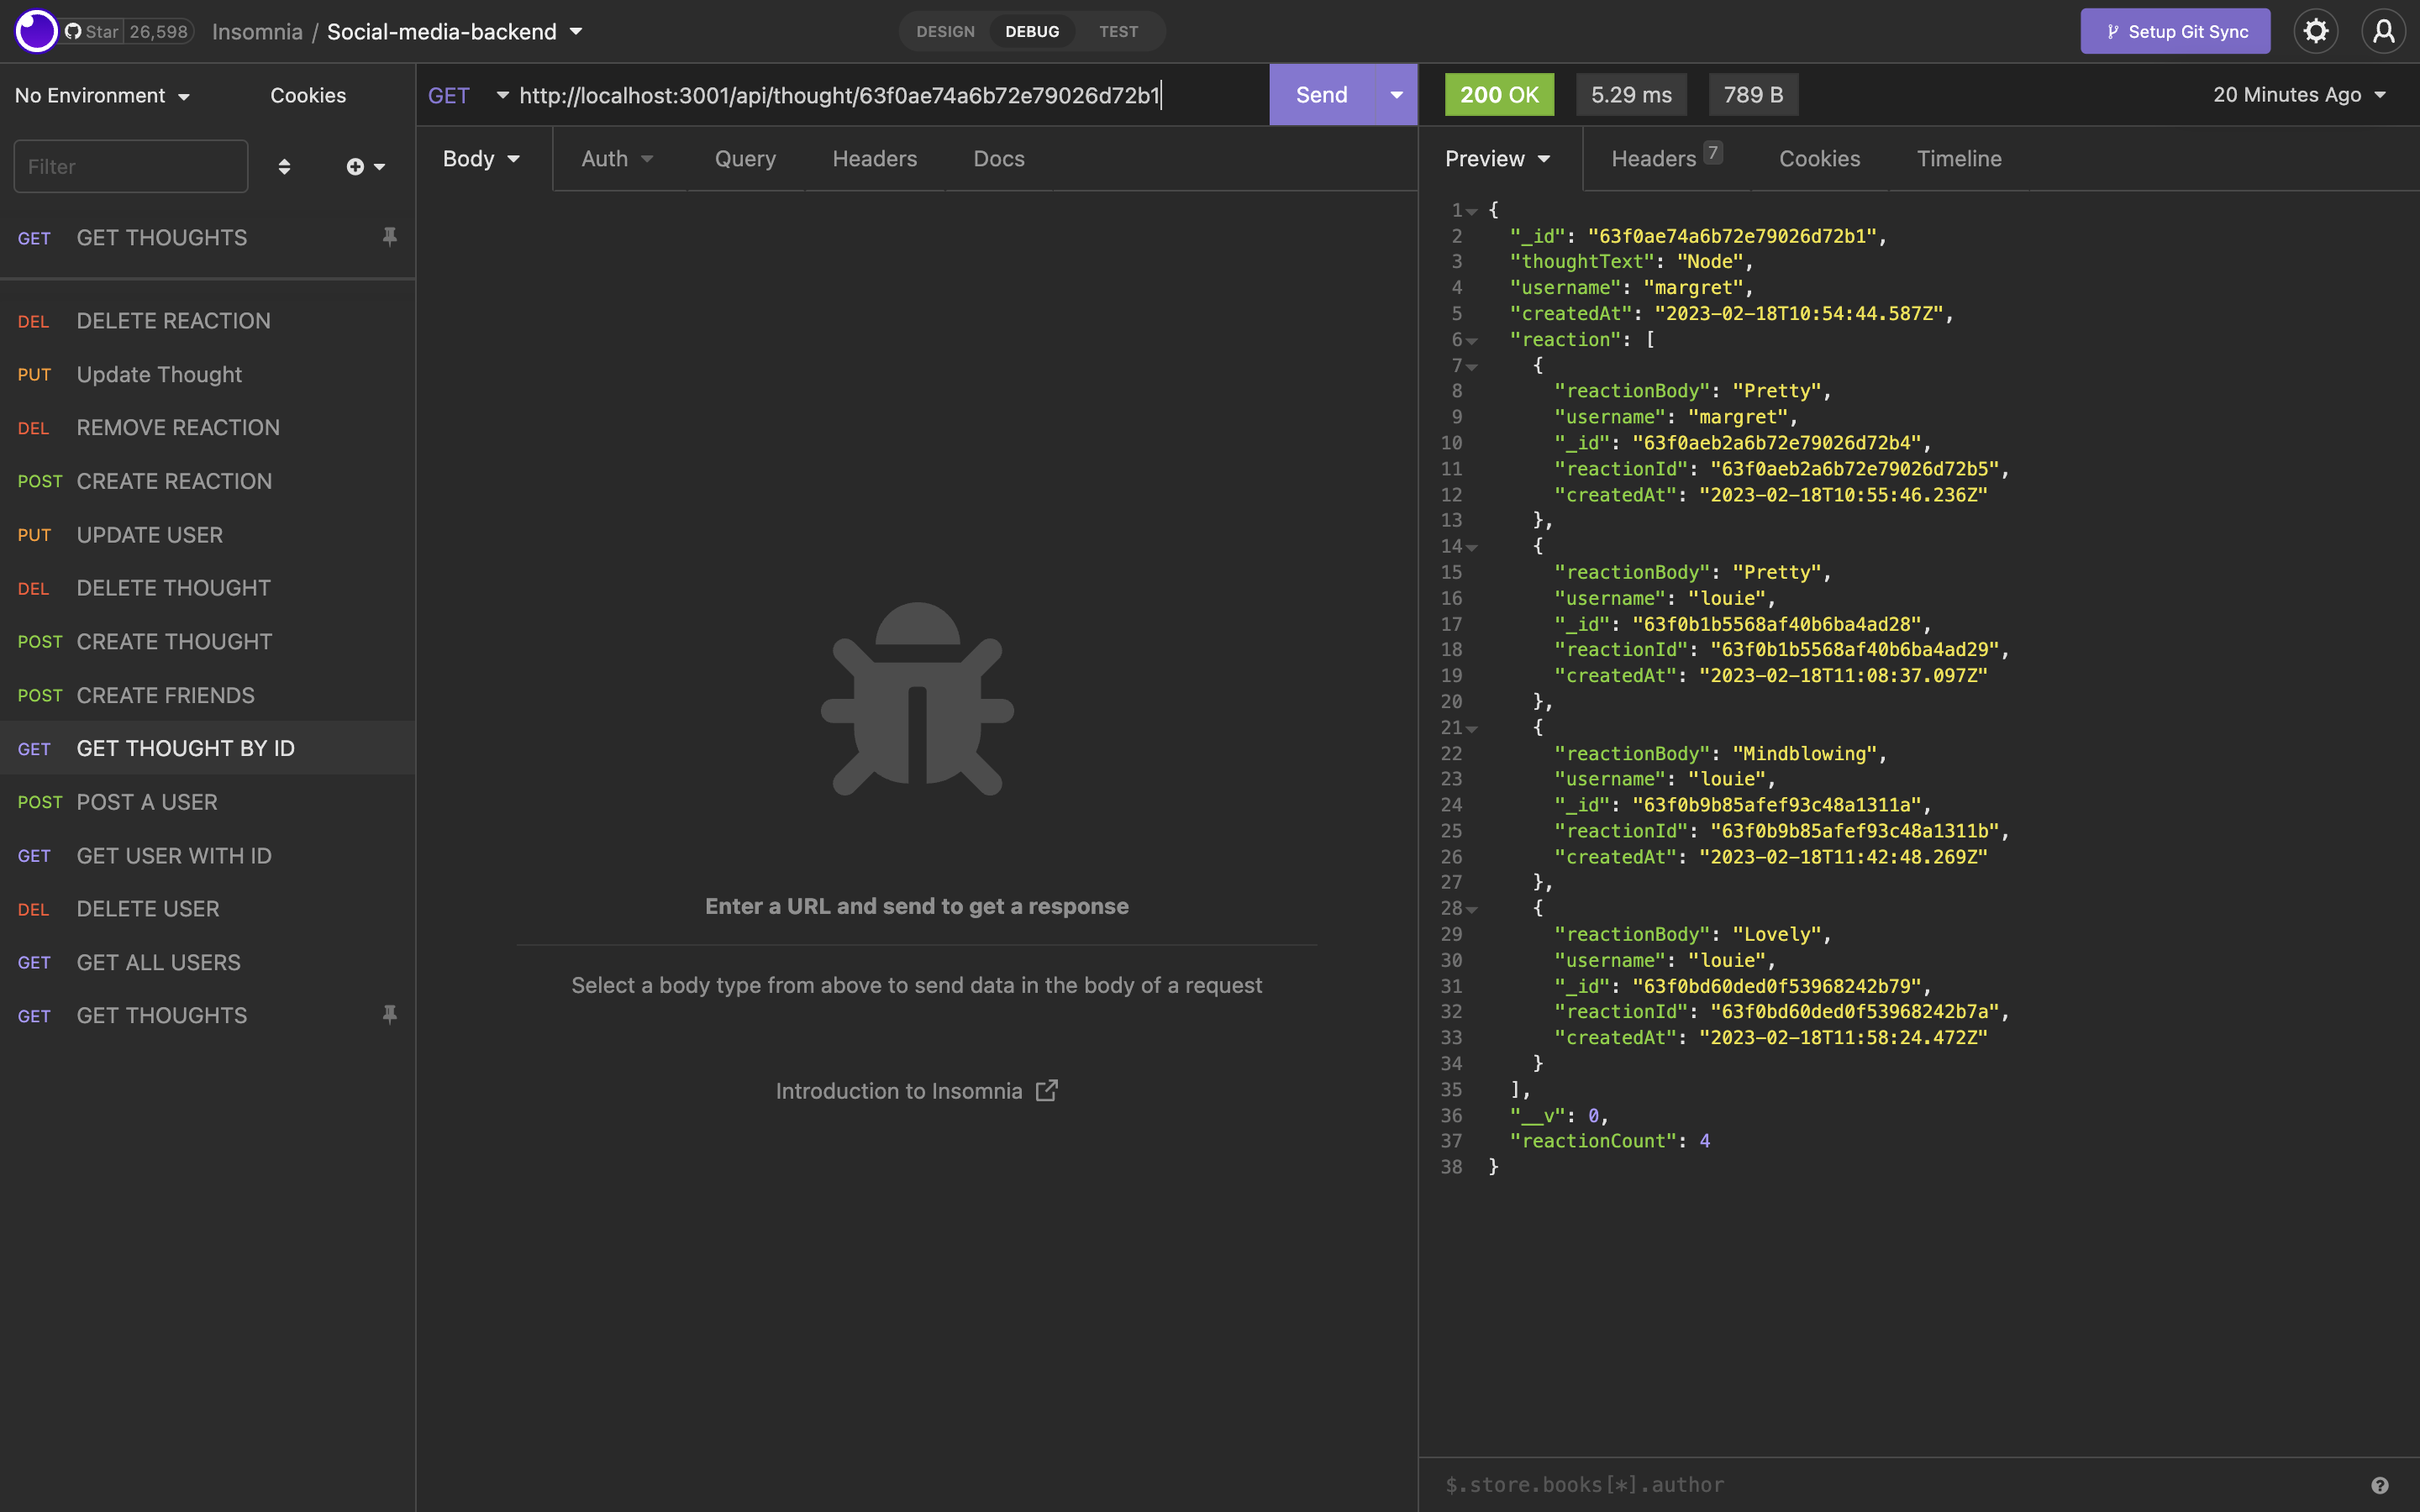 Star 26,598 Insomnia / Social-media-backend DESIGN DEBUG TEST Setup Git Sync
No Environment Cookies
Filter
GET GET THOUGHTS
DEL DELETE REACTION
PUT Update Thought
DEL REMOVE REACTION
POST CREATE REACTION
PUT UPDATE USER
DEL DELETE THOUGHT
POST CREATE THOUGHT
POST CREATE FRIENDS
GET GET THOUGHT BY ID
POST POST A USER
GET GET USER WITH ID
DEL DELETE USER
GET GET ALL USERS
GET GET THOUGHTS
GET http://localhost:3001/api/thought/63f0ae74a6b72e79026d72b1 Send
Body Auth Query Headers Docs
Enter a URL and send to get a response
Select a body type from above to send data in the body of a request
Introduction to Insomnia
200 OK 5.29 ms 789 B 20 Minutes Ago
Preview Headers 7 Cookies Timeline
1 {
2 "_id": "63f0ae74a6b72e79026d72b1",
3 "thoughtText": "Node",
4 "username": "margret",
5 "createdAt": "2023-02-18T10:54:44.587Z",
6 "reaction": [
7 {
8 "reactionBody": "Pretty",
9 "username": "margret",
10 "_id": "63f0aeb2a6b72e79026d72b4",
11 "reactionId": "63f0aeb2a6b72e79026d72b5",
12 "createdAt": "2023-02-18T10:55:46.236Z"
13 },
14 {
15 "reactionBody": "Pretty",
16 "username": "louie",
17 "_id": "63f0b1b5568af40b6ba4ad28",
18 "reactionId": "63f0b1b5568af40b6ba4ad29",
19 "createdAt": "2023-02-18T11:08:37.097Z"
20 },
21 {
22 "reactionBody": "Mindblowing",
23 "username": "louie",
24 "_id": "63f0b9b85afef93c48a1311a",
25 "reactionId": "63f0b9b85afef93c48a1311b",
26 "createdAt": "2023-02-18T11:42:48.269Z"
27 },
28 {
29 "reactionBody": "Lovely",
30 "username": "louie",
31 "_id": "63f0bd60ded0f53968242b79",
32 "reactionId": "63f0bd60ded0f53968242b7a",
33 "createdAt": "2023-02-18T11:58:24.472Z"
34 }
35 ],
36 "__v": 0,
37 "reactionCount": 4
38 }
$.store.books[*].author